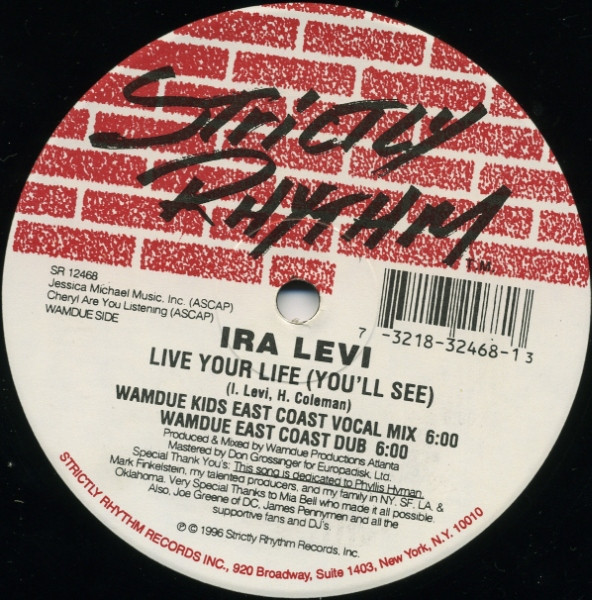 STRICTLY
RHYTHM
T.M.
SR 12468
Jessica Michael Music, Inc. (ASCAP)
Cheryl Are You Listening (ASCAP)
WAMDUE SIDE
7 -3218-32468-1 3
IRA LEVI
LIVE YOUR LIFE (YOU'LL SEE)
(I. Levi, H. Coleman)
WAMDUE KIDS EAST COAST VOCAL MIX 6:00
WAMDUE EAST COAST DUB 6:00
Produced & Mixed by Wamdue Productions Atlanta
Mastered by Don Grossinger for Europadisk, Ltd.
Special Thank You's: This song is dedicated to Phyllis Hyman,
Mark Finkelstein, my talented producers, and my family in NY. SF. LA. &
Oklahoma. Very Special Thanks to Mia Bell who made it all possible.
Also, Joe Greene of DC, James Pennymen and all the
supportive fans and DJ's.
℗ © 1996 Strictly Rhythm Records, Inc.
STRICTLY RHYTHM RECORDS INC., 920 Broadway, Suite 1403, New York, N.Y. 10010